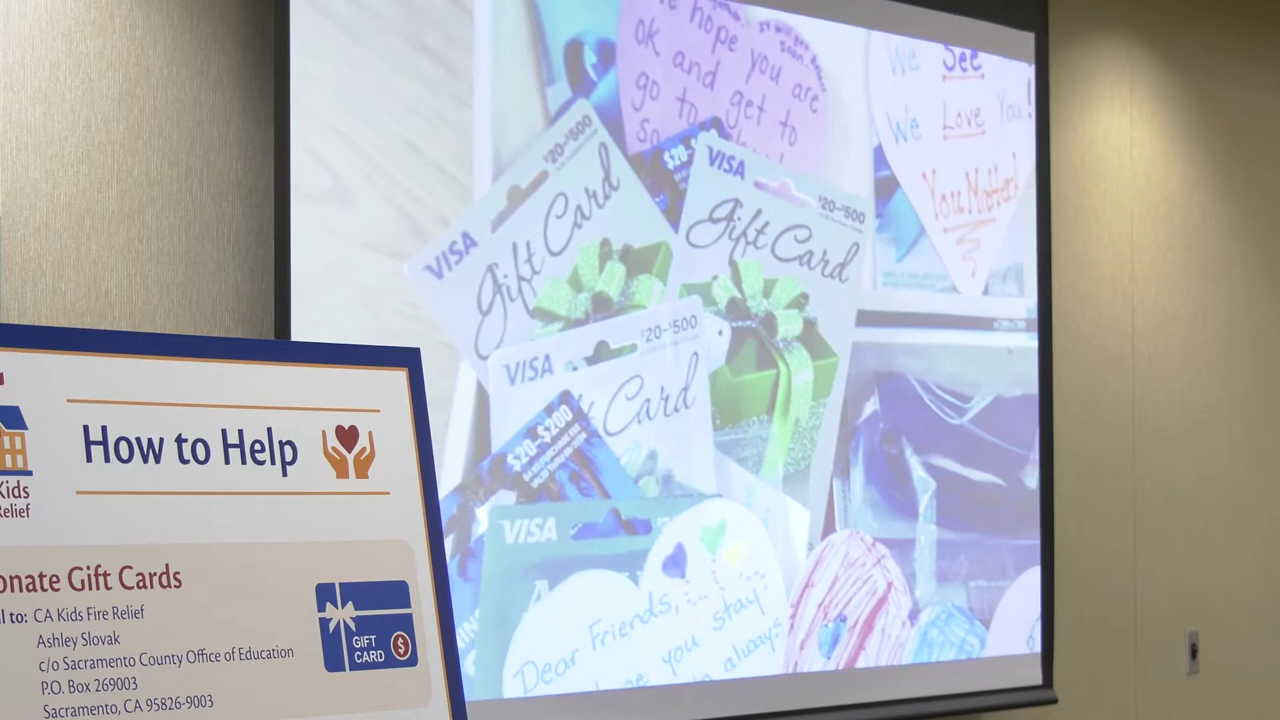 How to Help
Kids
Relief
onate Gift Cards
l to: CA Kids Fire Relief
Ashley Slovak
c/o Sacramento County Office of Education
P.O. Box 269003
Sacramento, CA 95826-9003
GIFT
CARD $
hope you are
ok and get to
go to
We See
We Love You!
You Matter!
VISA
$20-$500
Gift Card
VISA
$20-$500
Gift Card
$20-
VISA
$20-$500
Card
$20-$200
VISA
Dear Friends,
you stay
always